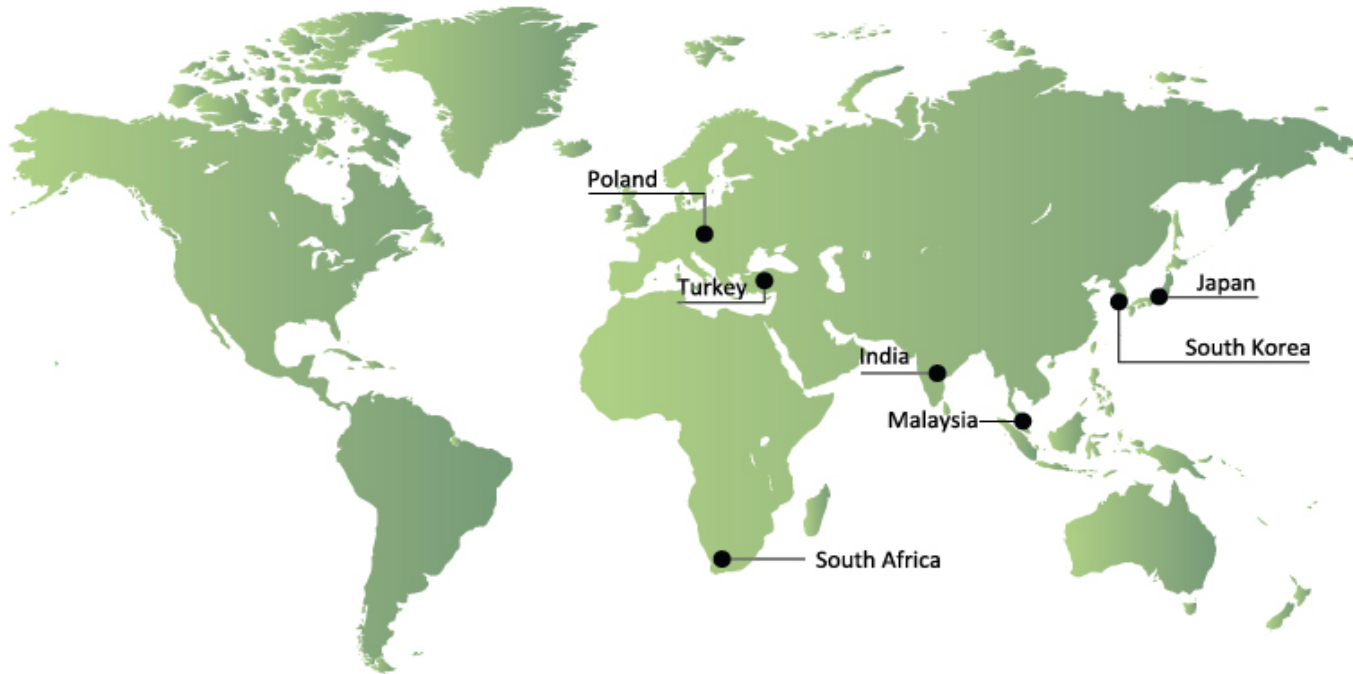 Poland
Turkey
Japan
South Korea
India
Malaysia
South Africa